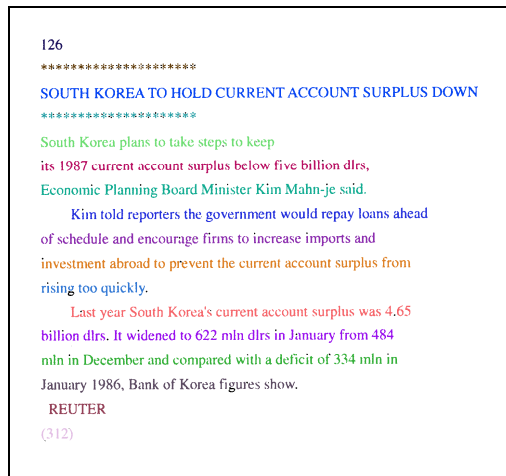 126
*********************
SOUTH KOREA TO HOLD CURRENT ACCOUNT SURPLUS DOWN
*********************
South Korea plans to take steps to keep
its 1987 current account surplus below five billion dlrs,
Economic Planning Board Minister Kim Mahn-je said.
Kim told reporters the government would repay loans ahead
of schedule and encourage firms to increase imports and
investment abroad to prevent the current account surplus from
rising too quickly.
Last year South Korea's current account surplus was 4.65
billion dlrs. It widened to 622 mln dlrs in January from 484
mln in December and compared with a deficit of 334 mln in
January 1986, Bank of Korea figures show.
REUTER
(312)